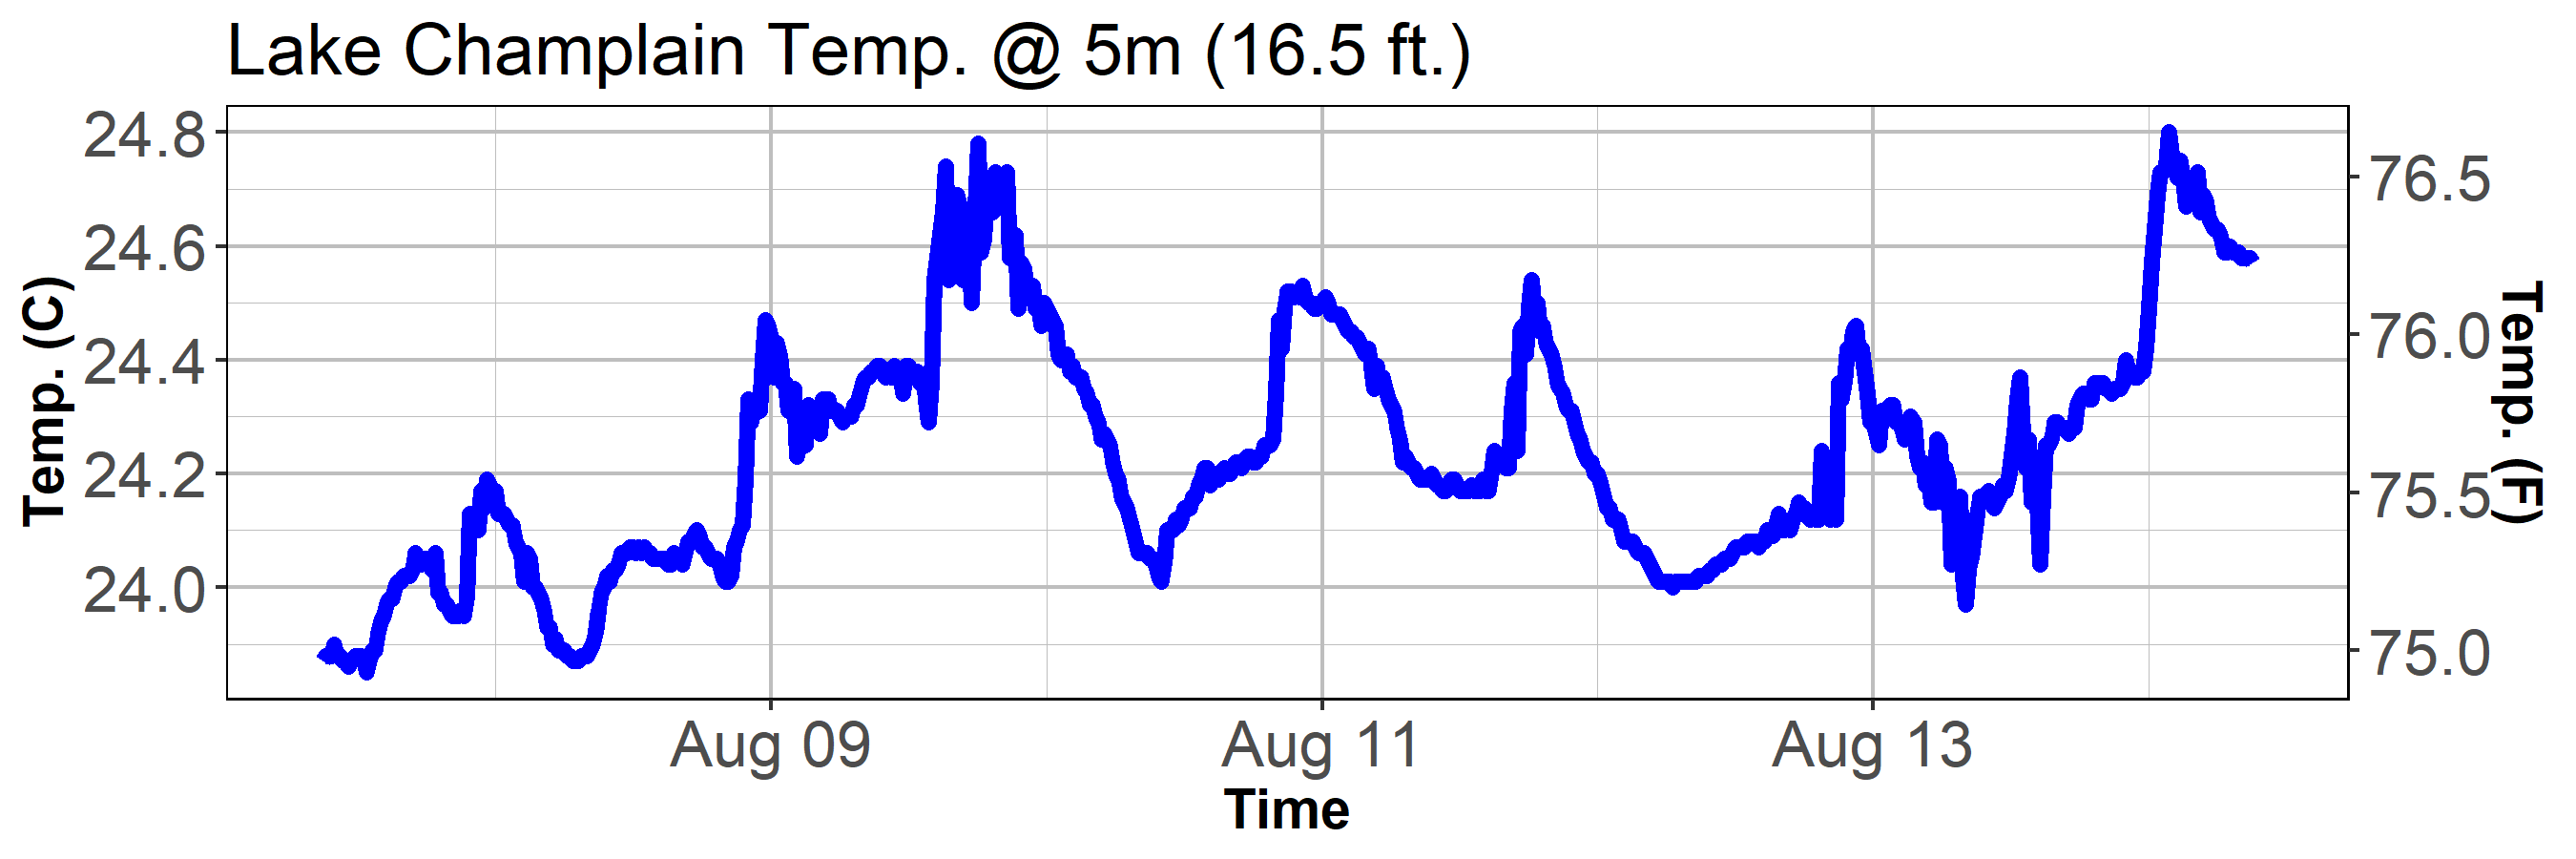 Lake Champlain Temp. @ 5m (16.5 ft.)
Temp. (C)
24.8
24.6
24.4
24.2
24.0
76.5
76.0
75.5
75.0
Temp. (F)
Aug 09 Aug 11 Aug 13
Time